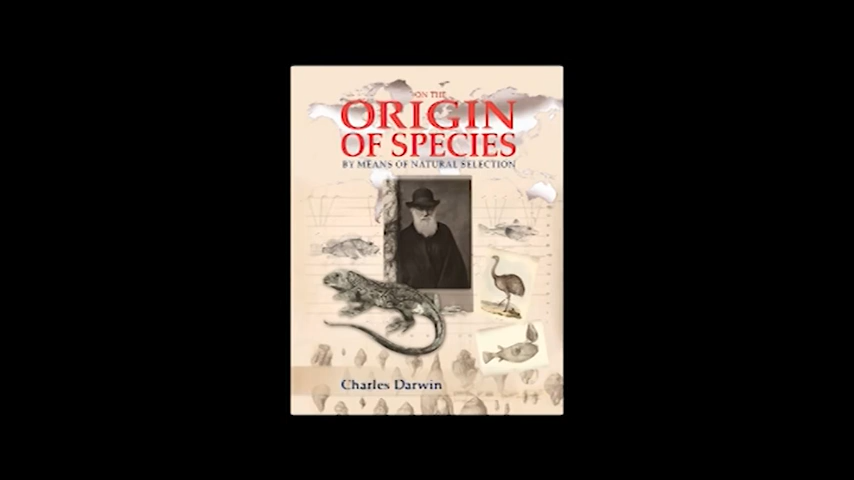 ON THE
ORIGIN
OF SPECIES
BY MEANS OF NATURAL SELECTION
Charles Darwin